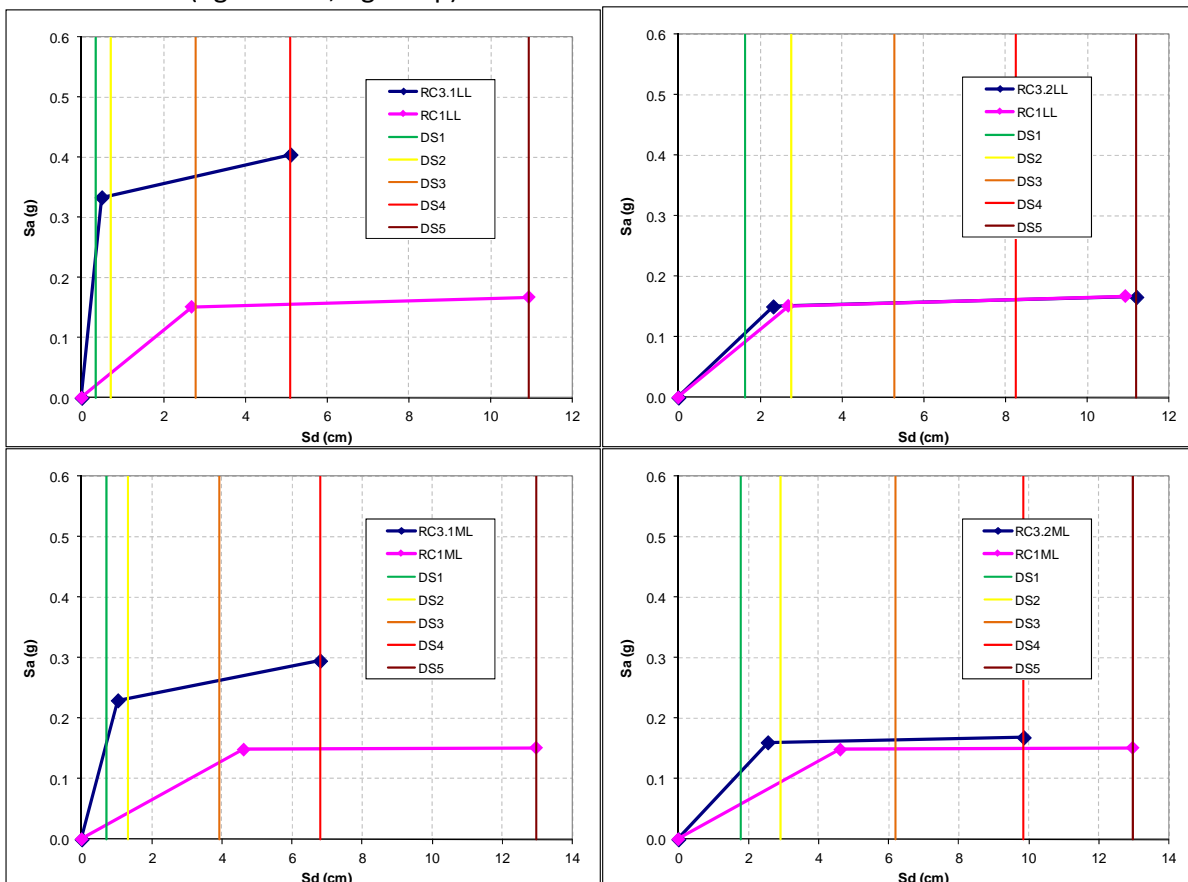 0.6
0.5
0.4
0.3
0.2
0.1
0.0
Sa (g)
RC3.1LL
RC1LL
DS1
DS2
DS3
DS4
DS5
0 2 4 6 8 10 12
Sd (cm)
0.6
0.5
0.4
0.3
0.2
0.1
0.0
Sa (g)
RC3.2LL
RC1LL
DS1
DS2
DS3
DS4
DS5
0 2 4 6 8 10 12
Sd (cm)
0.6
0.5
0.4
0.3
0.2
0.1
0.0
Sa (g)
RC3.1ML
RC1ML
DS1
DS2
DS3
DS4
DS5
0 2 4 6 8 10 12 14
Sd (cm)
0.6
0.5
0.4
0.3
0.2
0.1
0.0
Sa (g)
RC3.2ML
RC1ML
DS1
DS2
DS3
DS4
DS5
0 2 4 6 8 10 12 14
Sd (cm)